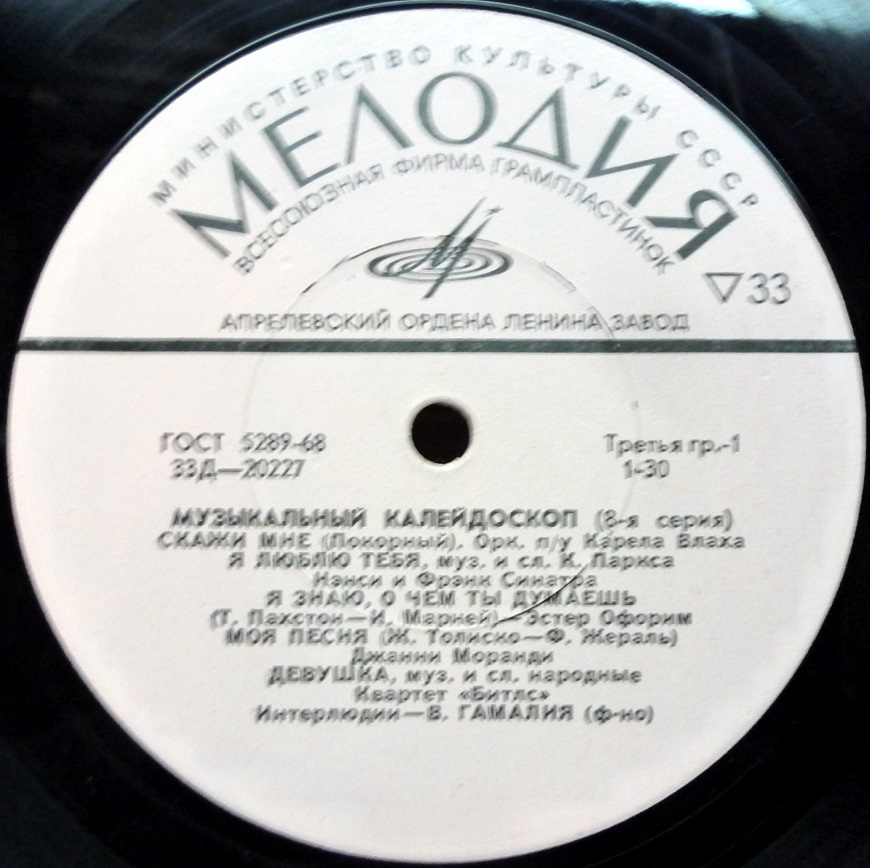 МИНИСТЕРСТВО КУЛЬТУРЫ СССР
МЕЛОДИЯ
ВСЕСОЮЗНАЯ ФИРМА ГРАМПЛАСТИНОК
▽33
АПРЕЛЕВСКИЙ ОРДЕНА ЛЕНИНА ЗАВОД
ГОСТ 5289-68 Третья гр.-1
33Д—20227 1-30
МУЗЫКАЛЬНЫЙ КАЛЕЙДОСКОП (8-я серия)
СКАЖИ МНЕ (Покорный). Орк. п/у Карела Влаха
Я ЛЮБЛЮ ТЕБЯ, муз. и сл. К. Паркса
Нэнси и Фрэнк Синатра
Я ЗНАЮ, О ЧЕМ ТЫ ДУМАЕШЬ
(Т. Пахстон—И. Марней)—Эстер Офорим
МОЯ ПЕСНЯ (Ж. Толиско—Ф. Жераль)
Джанни Моранди
ДЕВУШКА, муз. и сл. народные
Квартет «Битлс»
Интерлюдии—В. ГАМАЛИЯ (ф-но)